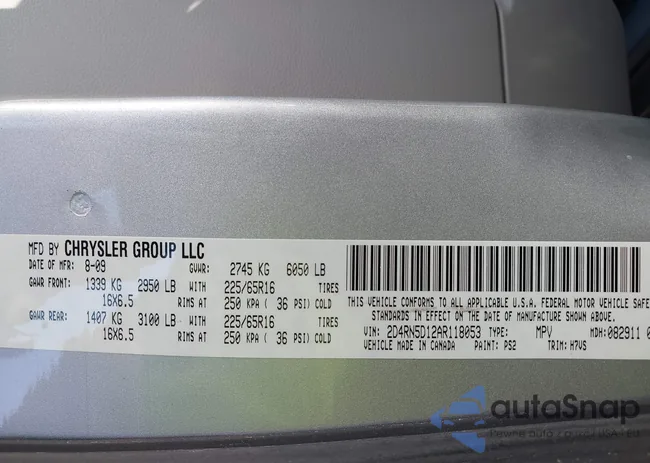 MFD BY CHRYSLER GROUP LLC
DATE OF MFR: 8-09 GVWR: 2745 KG 6050 LB
GAWR FRONT: 1339 KG 2950 LB 225/65R16 TIRES
16X6.5 RIMS AT 250 KPA ( 36 PSI) COLD
GAWR REAR: 1407 KG 3100 LB 225/65R16 TIRES
16X6.5 RIMS AT 250 KPA ( 36 PSI) COLD
THIS VEHICLE CONFORMS TO ALL APPLICABLE U.S.A. FEDERAL MOTOR VEHICLE SAFE
STANDARDS IN EFFECT ON THE DATE OF MANUFACTURE SHOWN ABOVE.
VIN: 2D4RN5D12AR118053 TYPE: MPV MDH: 082911 0
VEHICLE MADE IN CANADA PAINT: PS2 TRIM: H7VS
autoSnap